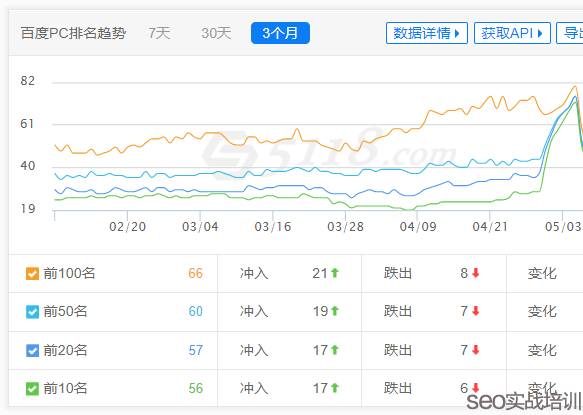 百度PC排名趋势 7天 30天 3个月 数据详情 获取API 导出
82
61
40
19
5118.com
02/20 03/04 03/16 03/28 04/09 04/21 05/03
前100名 66 冲入 21 跌出 8 变化
前50名 60 冲入 19 跌出 7 变化
前20名 57 冲入 17 跌出 7 变化
前10名 56 冲入 17 跌出 6 变化
seo实战培训